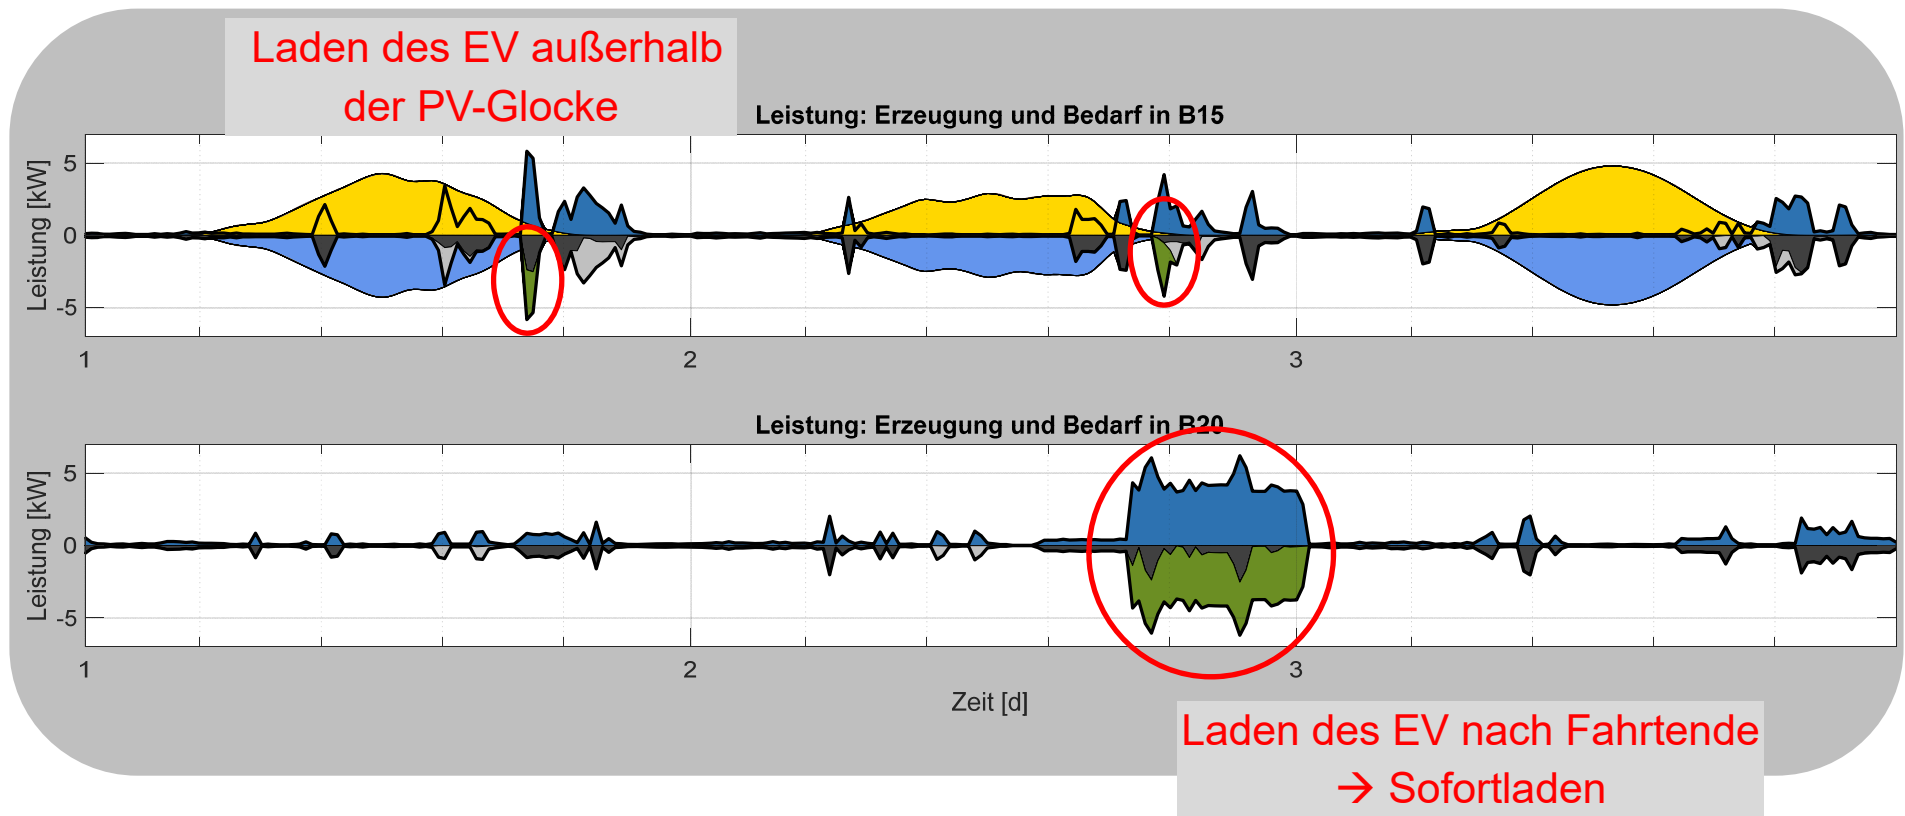 Laden des EV außerhalb
der PV-Glocke
Leistung: Erzeugung und Bedarf in B15
Leistung [kW]
5
0
-5
1 2 3
Leistung: Erzeugung und Bedarf in B20
Leistung [kW]
5
0
-5
1 2 3
Zeit [d]
Laden des EV nach Fahrtende
→ Sofortladen